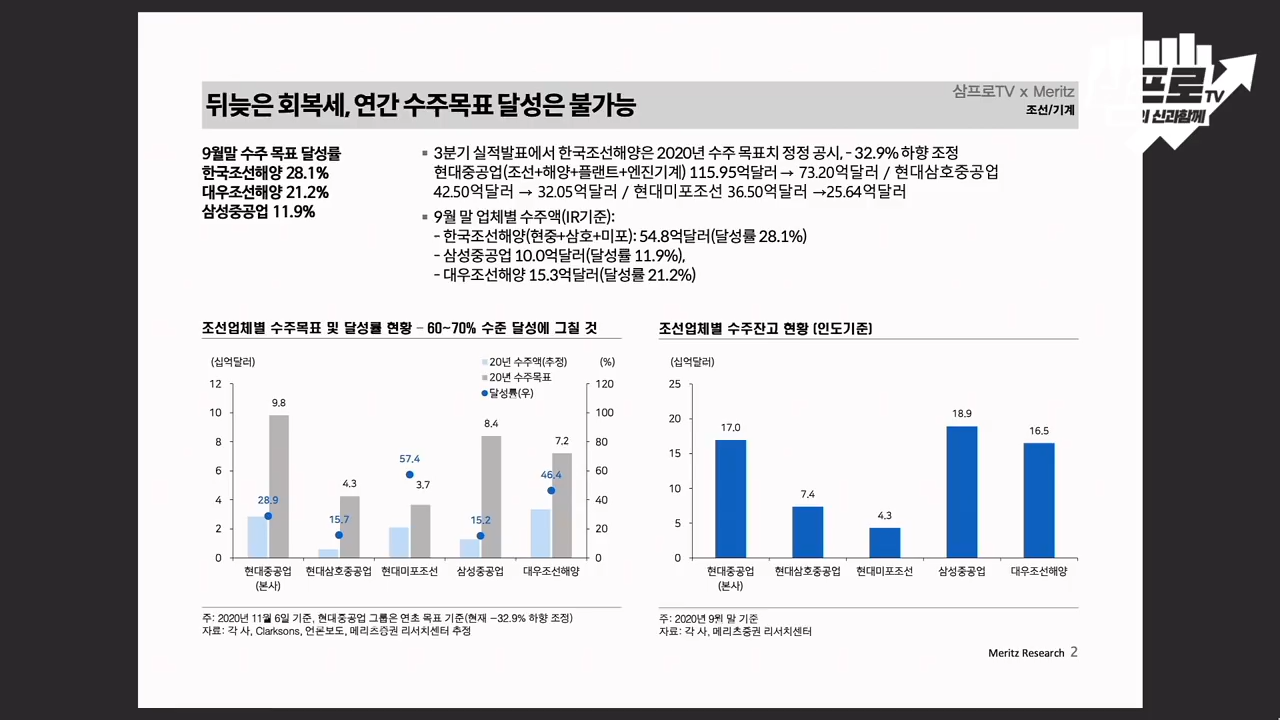 뒤늦은 회복세, 연간 수주목표 달성은 불가능
삼프로TV x Meritz
조선/기계
프로TV
의 신과함께
9월말 수주 목표 달성률
한국조선해양 28.1%
대우조선해양 21.2%
삼성중공업 11.9%
▪ 3분기 실적발표에서 한국조선해양은 2020년 수주 목표치 정정 공시, - 32.9% 하향 조정
현대중공업(조선+해양+플랜트+엔진기계) 115.95억달러 → 73.20억달러 / 현대삼호중공업
42.50억달러 → 32.05억달러 / 현대미포조선 36.50억달러 →25.64억달러
▪ 9월 말 업체별 수주액(IR기준):
- 한국조선해양(현중+삼호+미포): 54.8억달러(달성률 28.1%)
- 삼성중공업 10.0억달러(달성률 11.9%),
- 대우조선해양 15.3억달러(달성률 21.2%)
조선업체별 수주목표 및 달성률 현황 – 60~70% 수준 달성에 그칠 것
(십억달러)
(%)
20년 수주액(추정)
20년 수주목표
달성률(우)
12
10
8
6
4
2
0
120
100
80
60
40
20
0
9.8
28.9
4.3
15.7
57.4
3.7
8.4
15.2
7.2
46.4
현대중공업
(본사)
현대삼호중공업
현대미포조선
삼성중공업
대우조선해양
주: 2020년 11월 6일 기준, 현대중공업 그룹은 연초 목표 기준(현재 -32.9% 하향 조정)
자료: 각 사, Clarksons, 언론보도, 메리츠증권 리서치센터 추정
조선업체별 수주잔고 현황 (인도기준)
(십억달러)
25
20
15
10
5
0
17.0
7.4
4.3
18.9
16.5
현대중공업
(본사)
현대삼호중공업
현대미포조선
삼성중공업
대우조선해양
주: 2020년 9월 말 기준
자료: 각 사, 메리츠증권 리서치센터
Meritz Research 2